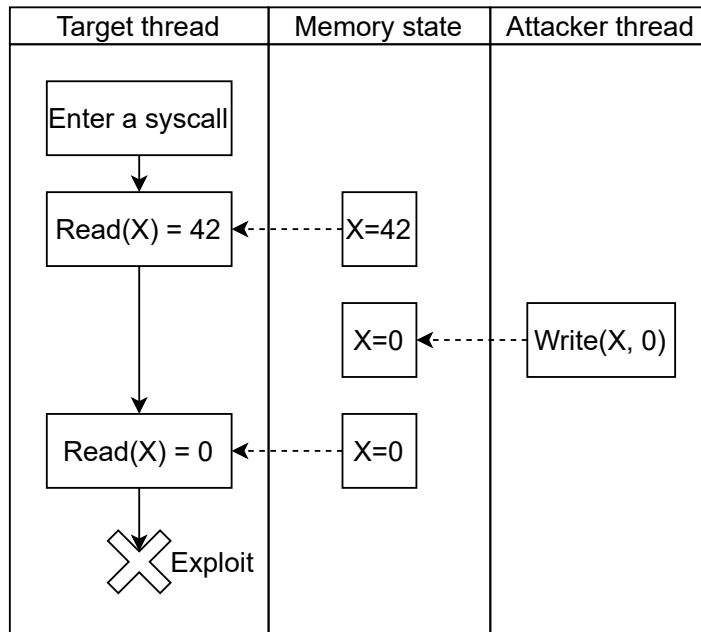 Target thread
Memory state
Attacker thread
Enter a syscall
Read(X) = 42
X=42
X=0
Write(X, 0)
Read(X) = 0
X=0
Exploit